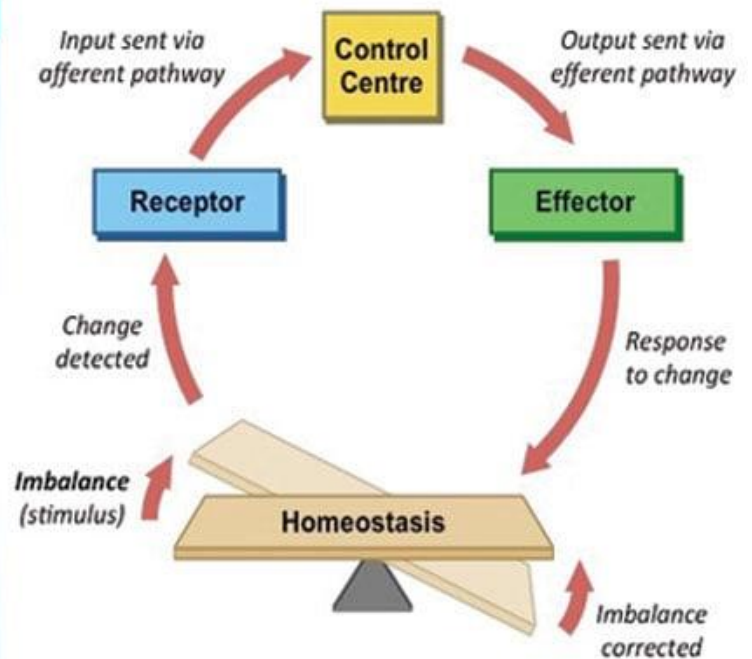 Input sent via
afferent pathway
Control
Centre
Output sent via
efferent pathway
Receptor
Effector
Change
detected
Response
to change
Imbalance
(stimulus)
Homeostasis
Imbalance
corrected